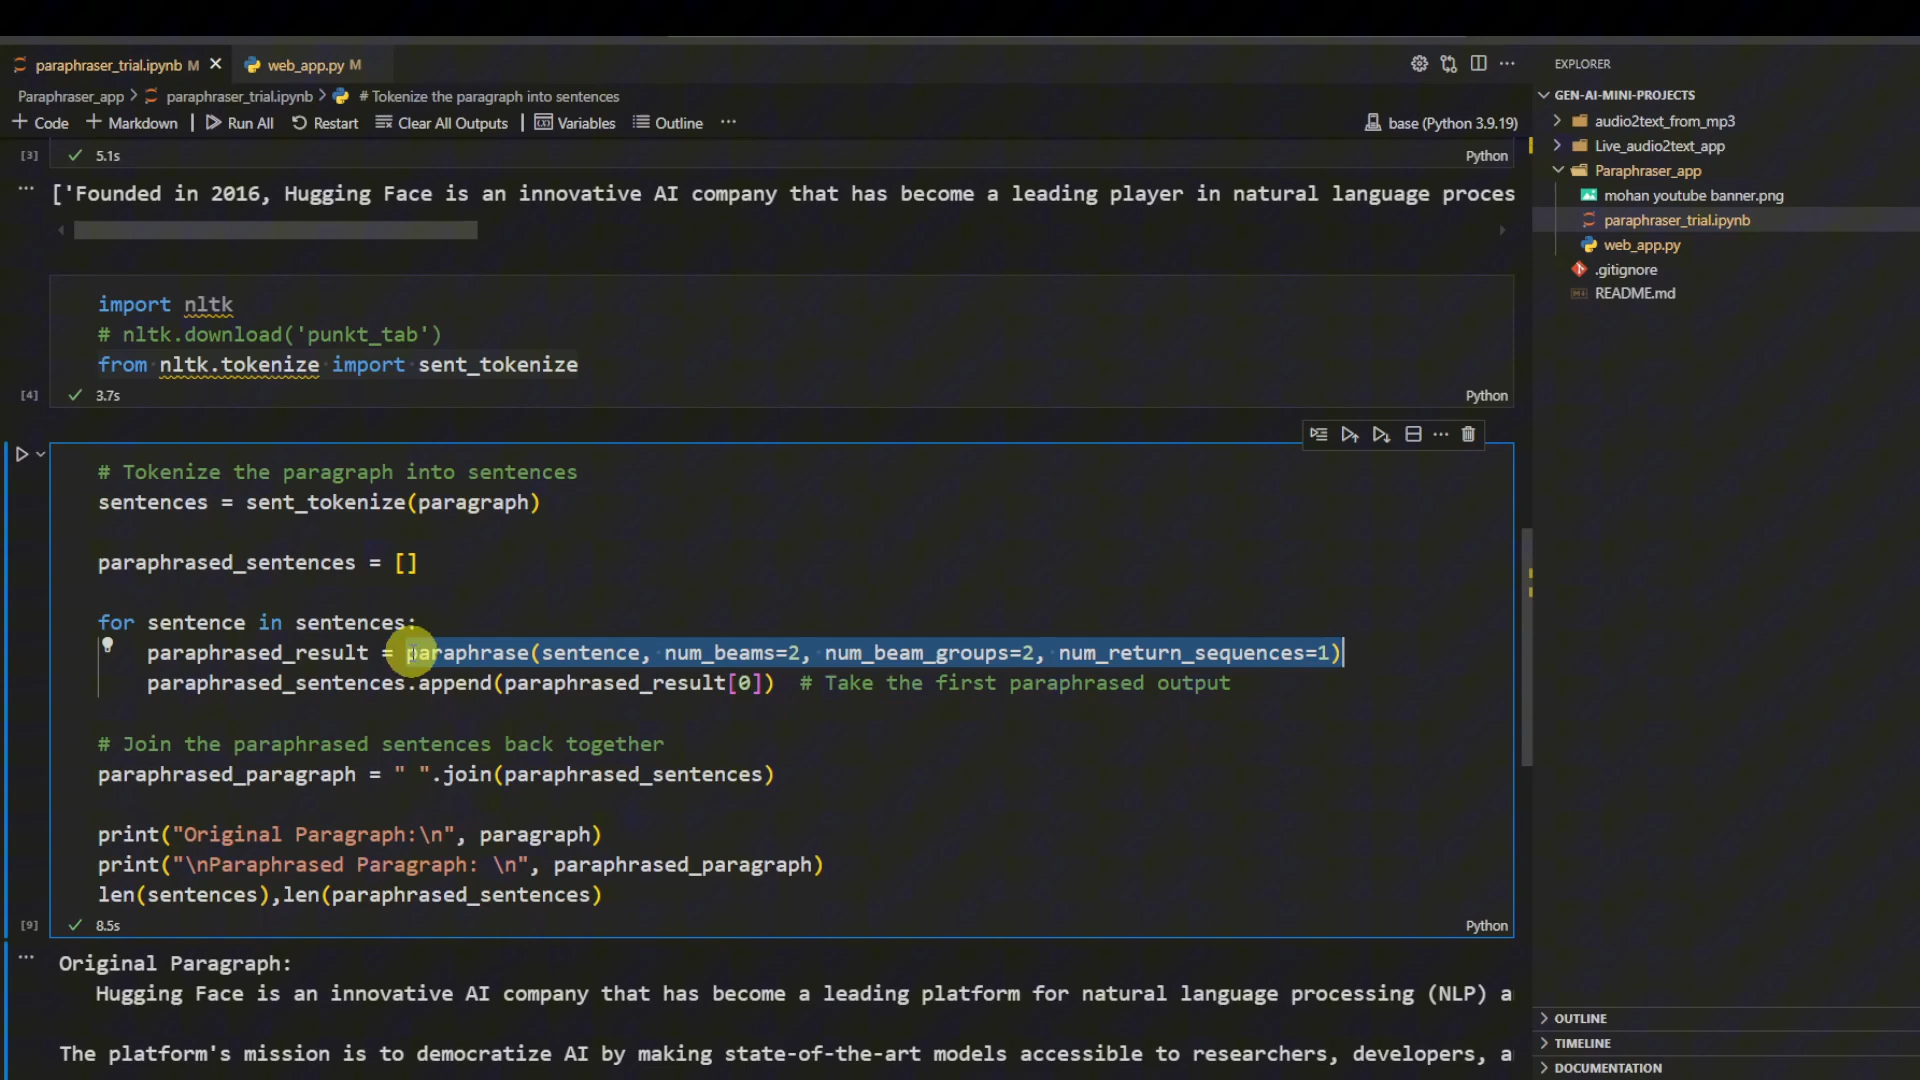 paraphraser_trial.ipynb M
web_app.py M
EXPLORER
Paraphraser_app > paraphraser_trial.ipynb > # Tokenize the paragraph into sentences
GEN-AI-MINI-PROJECTS
+ Code + Markdown | Run All Restart Clear All Outputs | Variables Outline ...
base (Python 3.9.19)
audio2text_from_mp3
Live_audio2text_app
Paraphraser_app
mohan youtube banner.png
paraphraser_trial.ipynb
web_app.py
.gitignore
README.md
[3] 5.1s Python
['Founded in 2016, Hugging Face is an innovative AI company that has become a leading player in natural language proces
import nltk
# nltk.download('punkt_tab')
from nltk.tokenize import sent_tokenize
[4] 3.7s Python
# Tokenize the paragraph into sentences
sentences = sent_tokenize(paragraph)
paraphrased_sentences = []
for sentence in sentences:
paraphrased_result = paraphrase(sentence, num_beams=2, num_beam_groups=2, num_return_sequences=1)
paraphrased_sentences.append(paraphrased_result[0]) # Take the first paraphrased output
# Join the paraphrased sentences back together
paraphrased_paragraph = " ".join(paraphrased_sentences)
print("Original Paragraph:\n", paragraph)
print("\nParaphrased Paragraph: \n", paraphrased_paragraph)
len(sentences),len(paraphrased_sentences)
[9] 8.5s Python
Original Paragraph:
Hugging Face is an innovative AI company that has become a leading platform for natural language processing (NLP) a
The platform's mission is to democratize AI by making state-of-the-art models accessible to researchers, developers, a
OUTLINE
TIMELINE
DOCUMENTATION